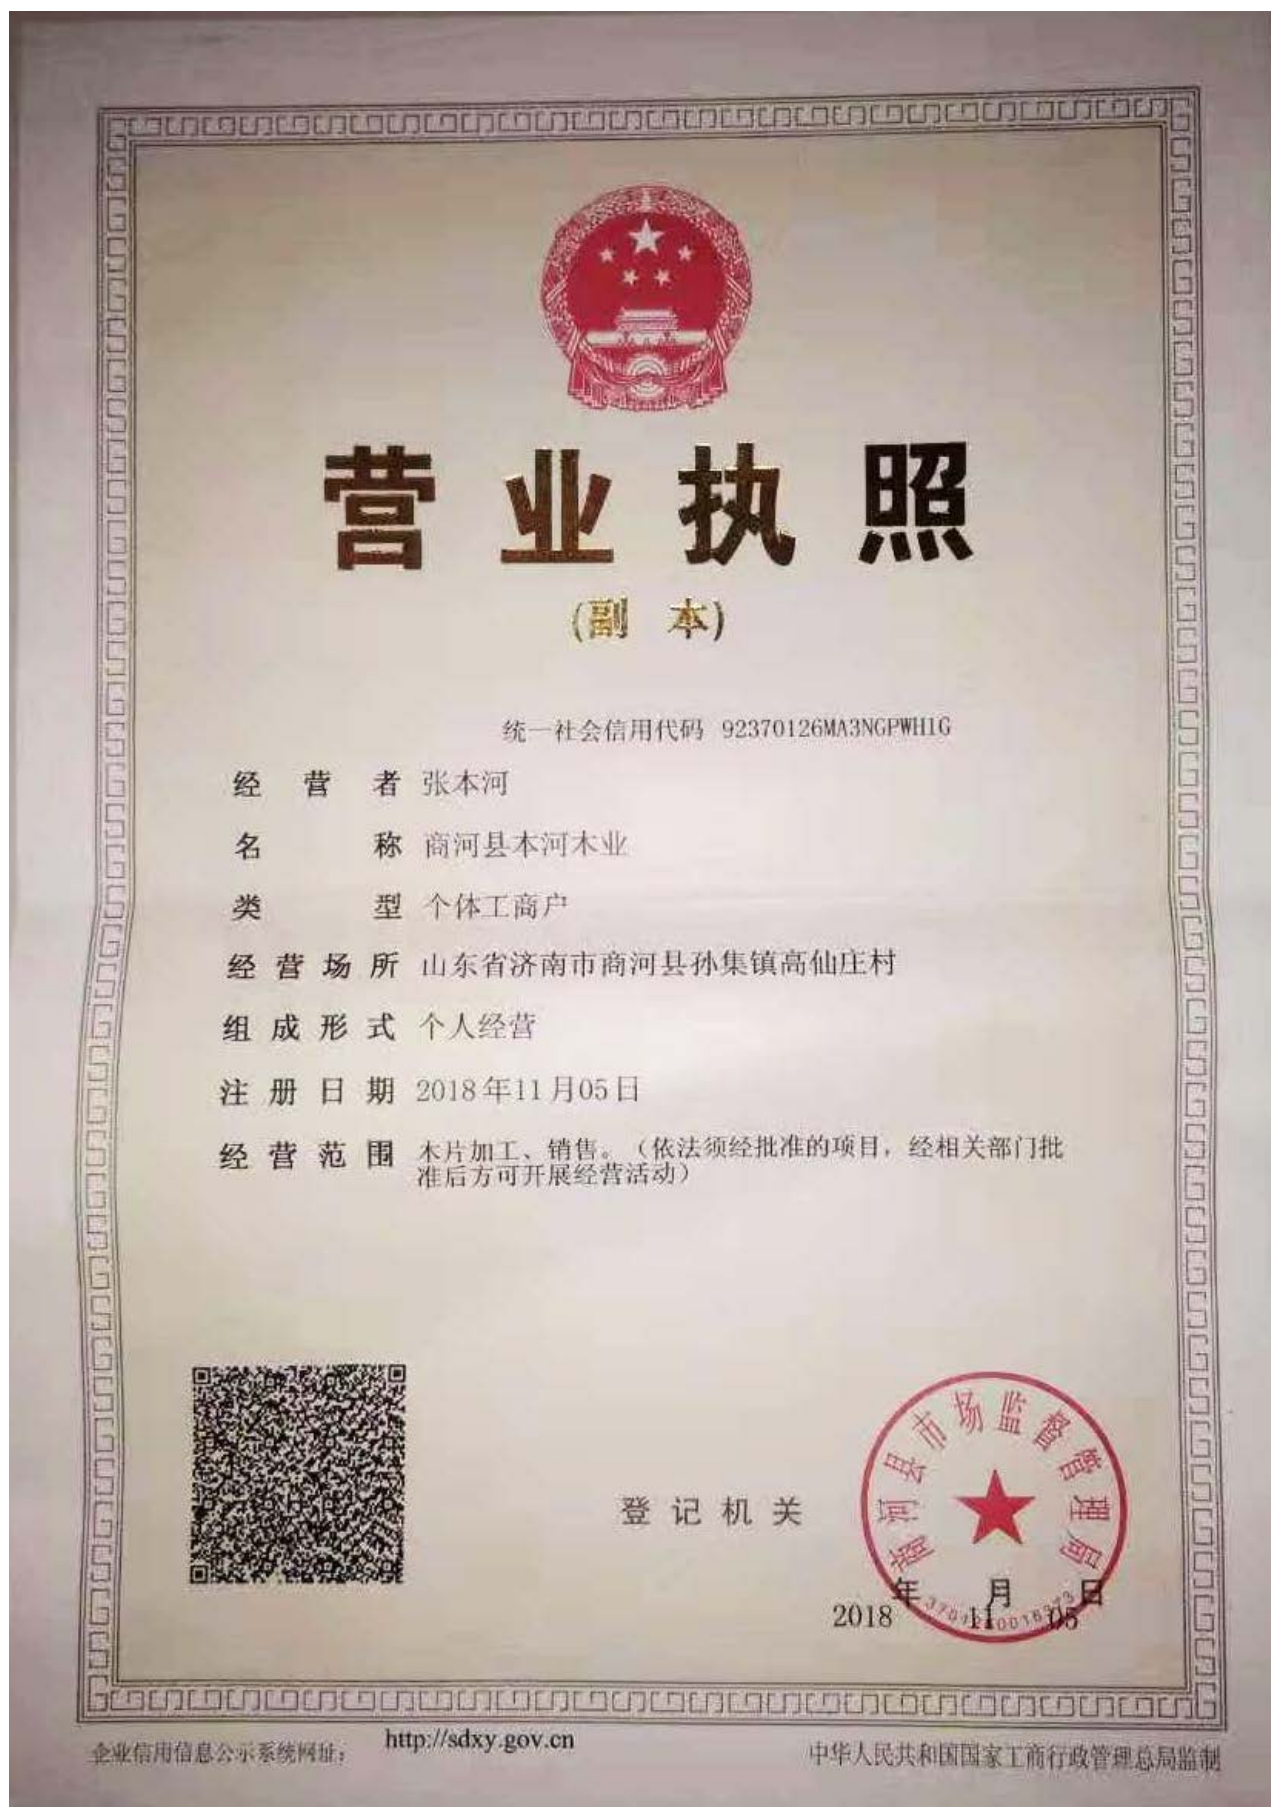 营业执照
(副 本)
统一社会信用代码 92370126MA3NGPWH1G
经营者 张本河
名称 商河县本河木业
类型 个体工商户
经营场所 山东省济南市商河县孙集镇高仙庄村
组成形式 个人经营
注册日期 2018年11月05日
经营范围 木片加工、销售。（依法须经批准的项目，经相关部门批
准后方可开展经营活动）
商河县市场监督管理局
登记机关
年 月 日
2018 11 05
企业信用信息公示系统网址： http://sdxy.gov.cn
中华人民共和国国家工商行政管理总局监制